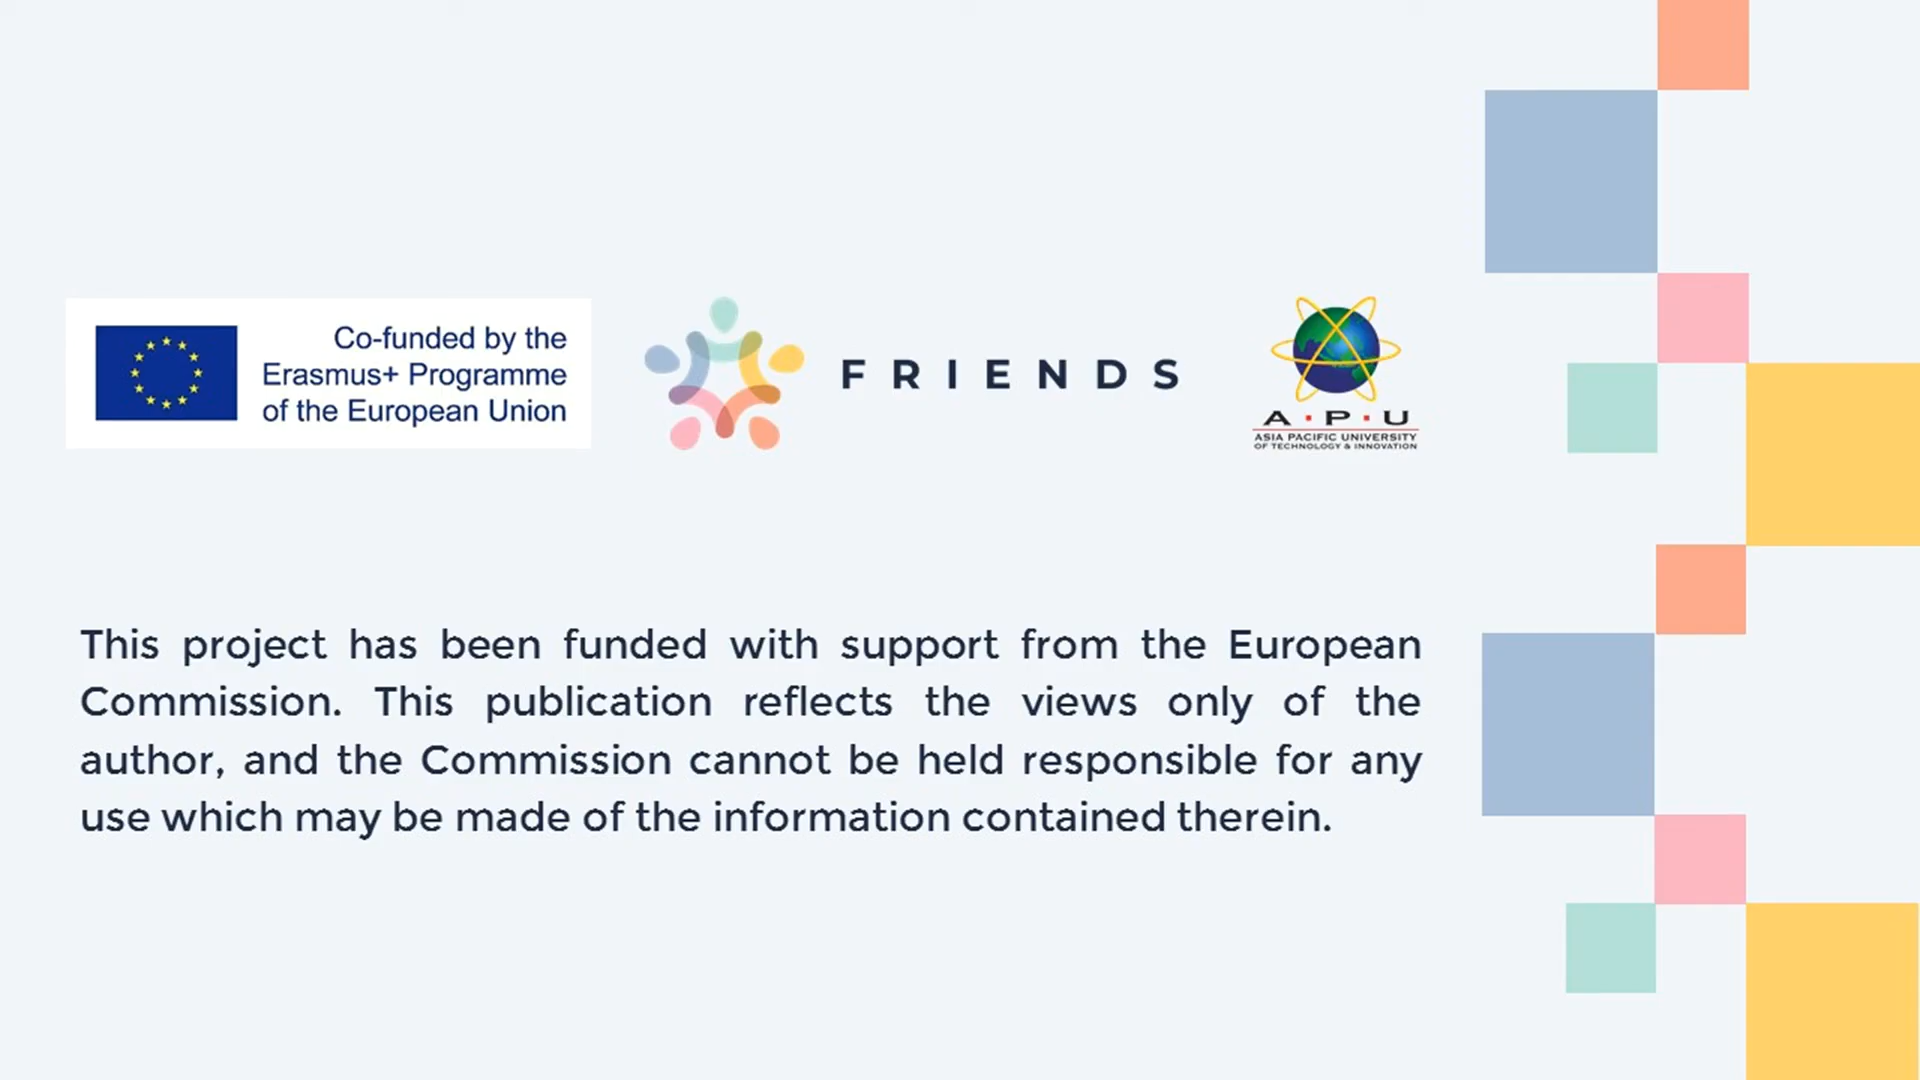 Co-funded by the
Erasmus+ Programme
of the European Union
FRIENDS
A·P·U
ASIA PACIFIC UNIVERSITY
OF TECHNOLOGY & INNOVATION
This project has been funded with support from the European
Commission. This publication reflects the views only of the
author, and the Commission cannot be held responsible for any
use which may be made of the information contained therein.